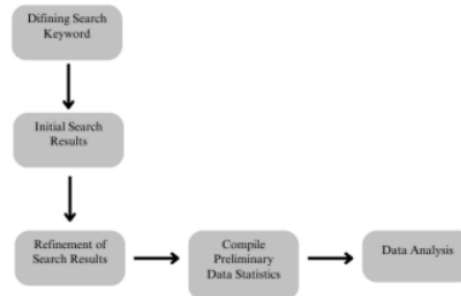 Difining Search
Keyword
Initial Search
Results
Refinement of
Search Results
Compile
Preliminary
Data Statistics
Data Analysis